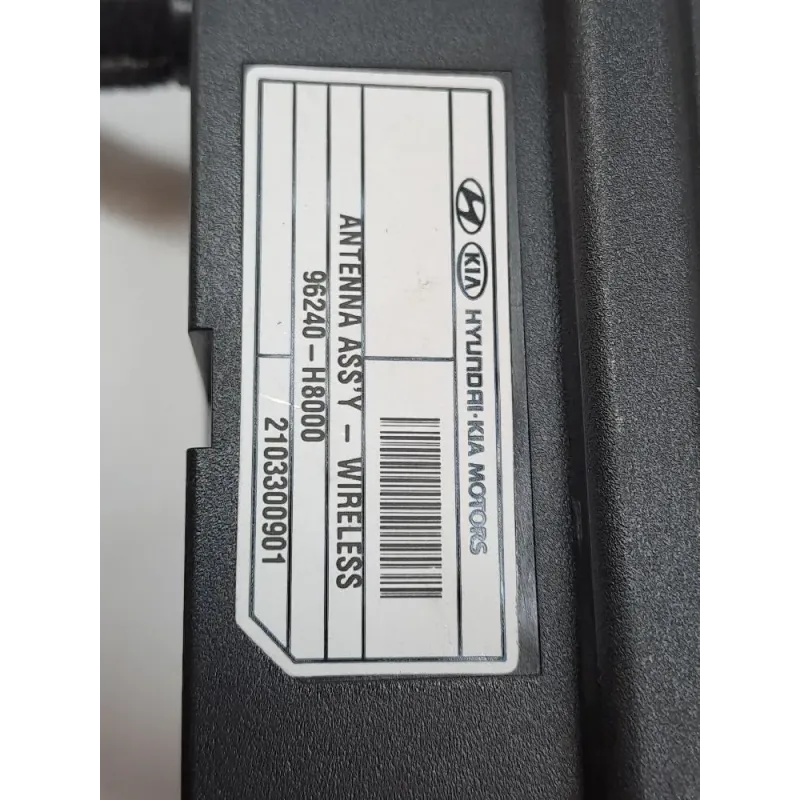 KIA HYUNDAI·KIA MOTORS
ANTENNA ASS'Y - WIRELESS
96240-H8000
2103300901